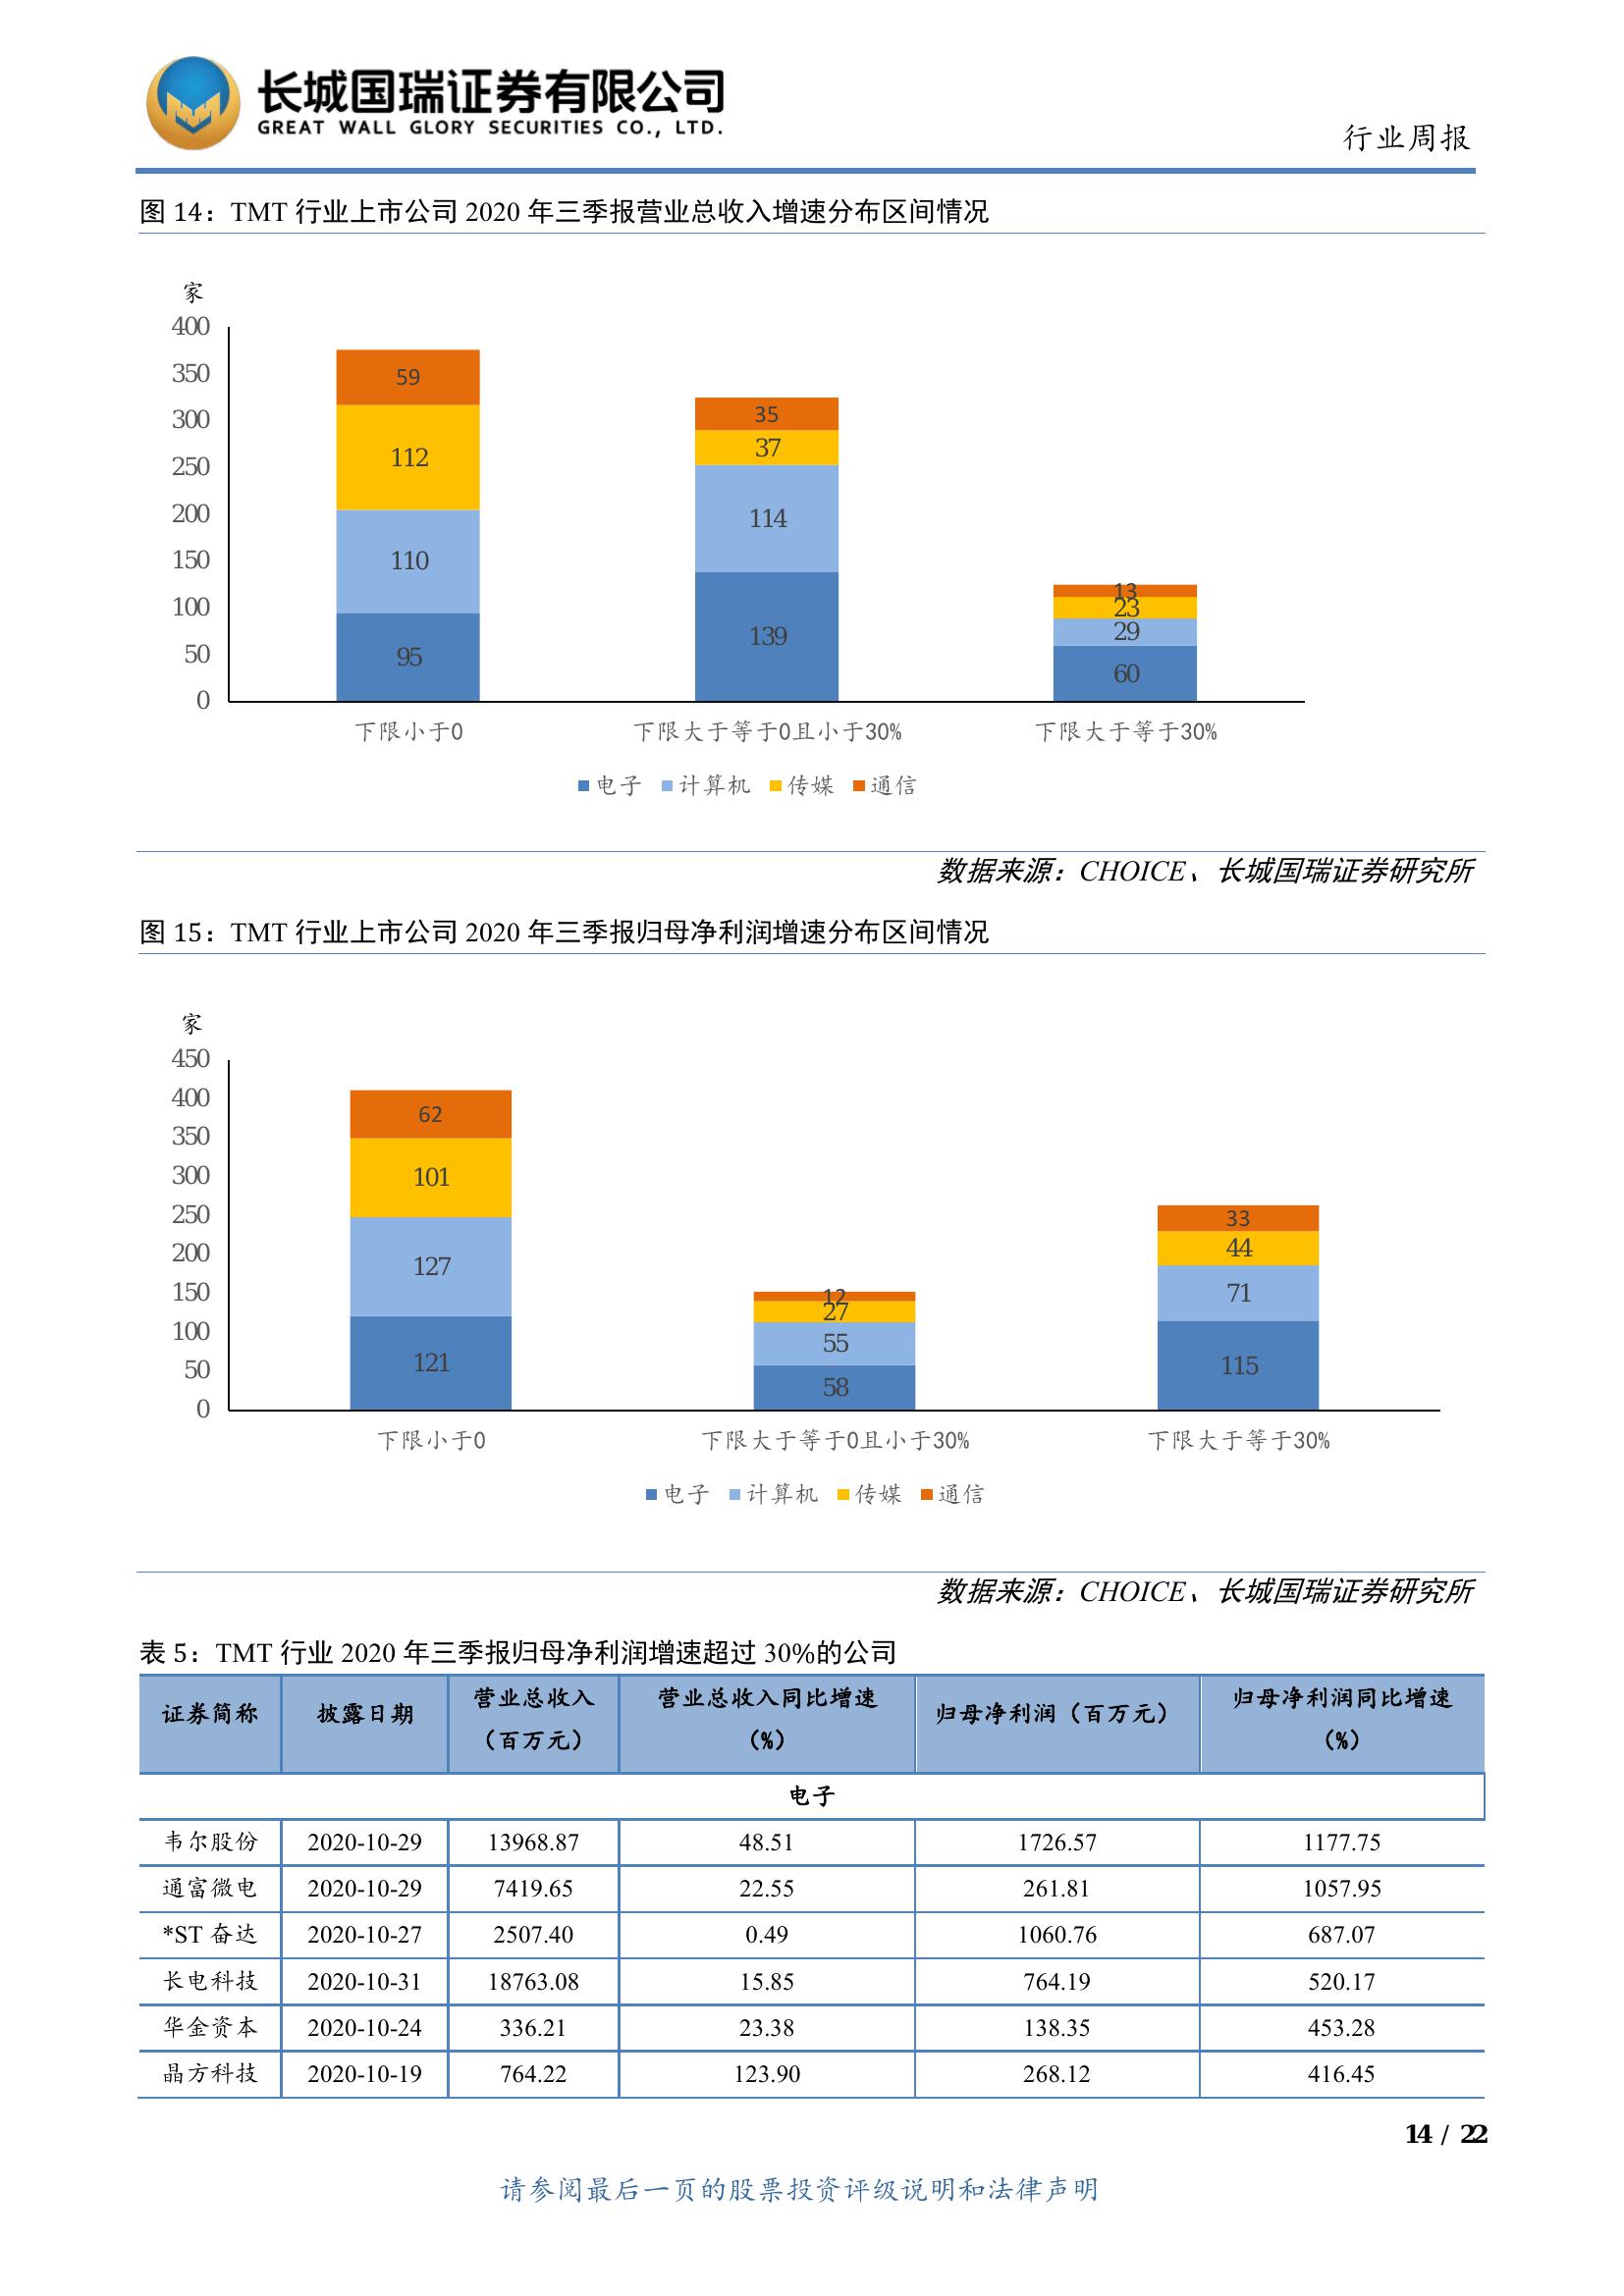 长城国瑞证券有限公司
GREAT WALL GLORY SECURITIES CO., LTD.
行业周报
图 14：TMT 行业上市公司 2020 年三季报营业总收入增速分布区间情况
家
400
350
300
250
200
150
100
50
0
59
112
110
95
35
37
114
139
13
23
29
60
下限小于0 下限大于等于0且小于30% 下限大于等于30%
电子 计算机 传媒 通信
数据来源：CHOICE、长城国瑞证券研究所
图 15：TMT 行业上市公司 2020 年三季报归母净利润增速分布区间情况
家
450
400
350
300
250
200
150
100
50
0
62
101
127
121
12
27
55
58
33
44
71
115
下限小于0 下限大于等于0且小于30% 下限大于等于30%
电子 计算机 传媒 通信
数据来源：CHOICE、长城国瑞证券研究所
表 5：TMT 行业 2020 年三季报归母净利润增速超过 30%的公司
证券简称 披露日期 营业总收入（百万元） 营业总收入同比增速（%） 归母净利润（百万元） 归母净利润同比增速（%）
电子
韦尔股份 2020-10-29 13968.87 48.51 1726.57 1177.75
通富微电 2020-10-29 7419.65 22.55 261.81 1057.95
*ST 奋达 2020-10-27 2507.40 0.49 1060.76 687.07
长电科技 2020-10-31 18763.08 15.85 764.19 520.17
华金资本 2020-10-24 336.21 23.38 138.35 453.28
晶方科技 2020-10-19 764.22 123.90 268.12 416.45
14 / 22
请参阅最后一页的股票投资评级说明和法律声明